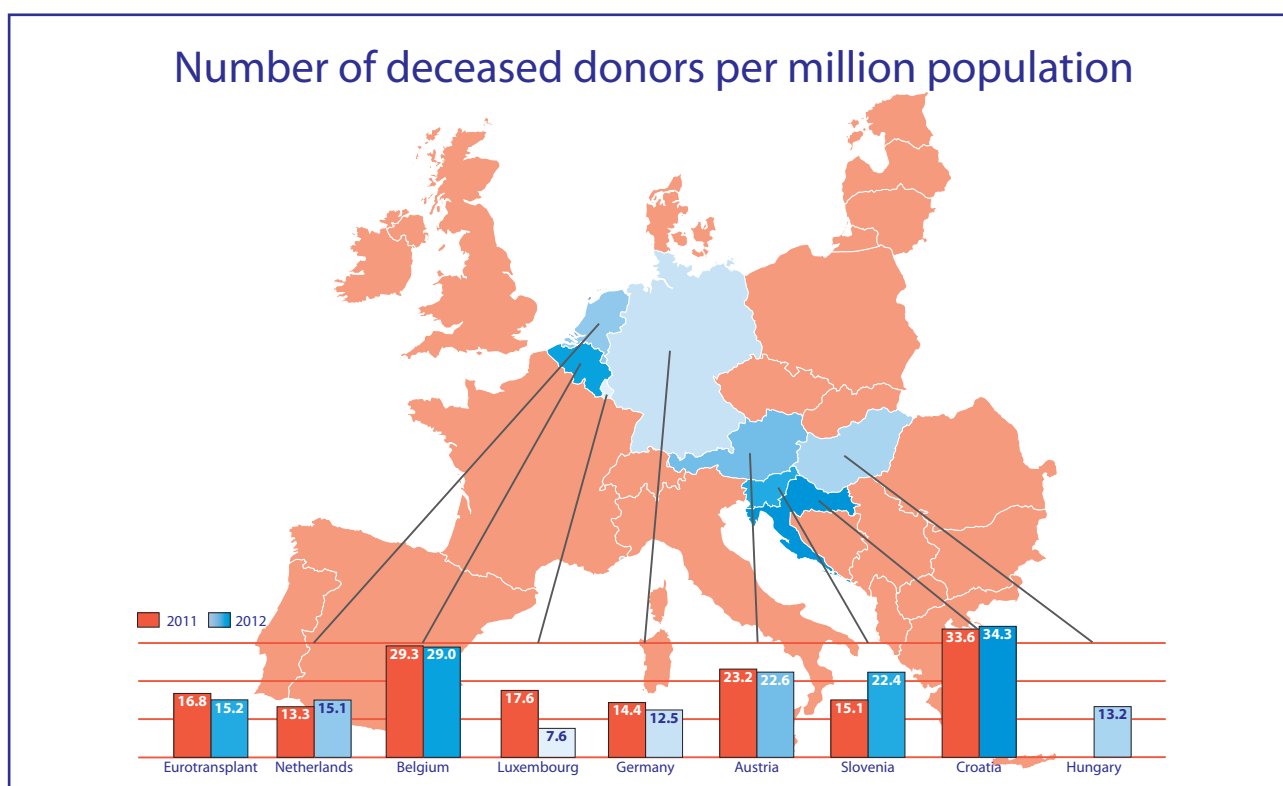 Number of deceased donors per million population
2011 2012
16.8 15.2 13.3 15.1 29.3 29.0 17.6 7.6 14.4 12.5 23.2 22.6 15.1 22.4 33.6 34.3 13.2
Eurotransplant Netherlands Belgium Luxembourg Germany Austria Slovenia Croatia Hungary